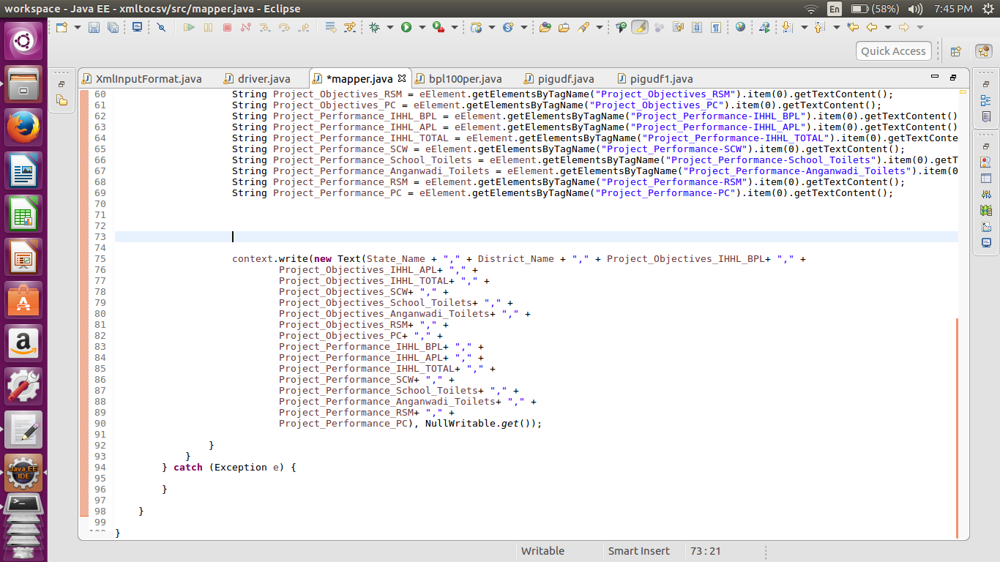 workspace - Java EE - xmltocsv/src/mapper.java - Eclipse
En
(58%)
7:45 PM
Quick Access
XmlInputFormat.java
driver.java
*mapper.java
bpl100per.java
pigudf.java
pigudf1.java
60 String Project_Objectives_RSM = eElement.getElementsByTagName("Project_Objectives_RSM").item(0).getTextContent();
61 String Project_Objectives_PC = eElement.getElementsByTagName("Project_Objectives_PC").item(0).getTextContent();
62 String Project_Performance_IHHL_BPL = eElement.getElementsByTagName("Project_Performance-IHHL_BPL").item(0).getTextContent()
63 String Project_Performance_IHHL_APL = eElement.getElementsByTagName("Project_Performance-IHHL_APL").item(0).getTextContent()
64 String Project_Performance_IHHL_TOTAL = eElement.getElementsByTagName("Project_Performance-IHHL_TOTAL").item(0).getTextConte
65 String Project_Performance_SCW = eElement.getElementsByTagName("Project_Performance-SCW").item(0).getTextContent();
66 String Project_Performance_School_Toilets = eElement.getElementsByTagName("Project_Performance-School_Toilets").item(0).getT
67 String Project_Performance_Anganwadi_Toilets = eElement.getElementsByTagName("Project_Performance-Anganwadi_Toilets").item(0
68 String Project_Performance_RSM = eElement.getElementsByTagName("Project_Performance-RSM").item(0).getTextContent();
69 String Project_Performance_PC = eElement.getElementsByTagName("Project_Performance-PC").item(0).getTextContent();
70
71
72
73
74
75 context.write(new Text(State_Name + "," + District_Name + "," + Project_Objectives_IHHL_BPL+ "," +
76 Project_Objectives_IHHL_APL+ "," +
77 Project_Objectives_IHHL_TOTAL+ "," +
78 Project_Objectives_SCW+ "," +
79 Project_Objectives_School_Toilets+ "," +
80 Project_Objectives_Anganwadi_Toilets+ "," +
81 Project_Objectives_RSM+ "," +
82 Project_Objectives_PC+ "," +
83 Project_Performance_IHHL_BPL+ "," +
84 Project_Performance_IHHL_APL+ "," +
85 Project_Performance_IHHL_TOTAL+ "," +
86 Project_Performance_SCW+ "," +
87 Project_Performance_School_Toilets+ "," +
88 Project_Performance_Anganwadi_Toilets+ "," +
89 Project_Performance_RSM+ "," +
90 Project_Performance_PC), NullWritable.get());
91
92 }
93 }
94 } catch (Exception e) {
95
96 }
97
98 }
99
100 }
Java EE
IDE
Writable
Smart Insert
73 : 21